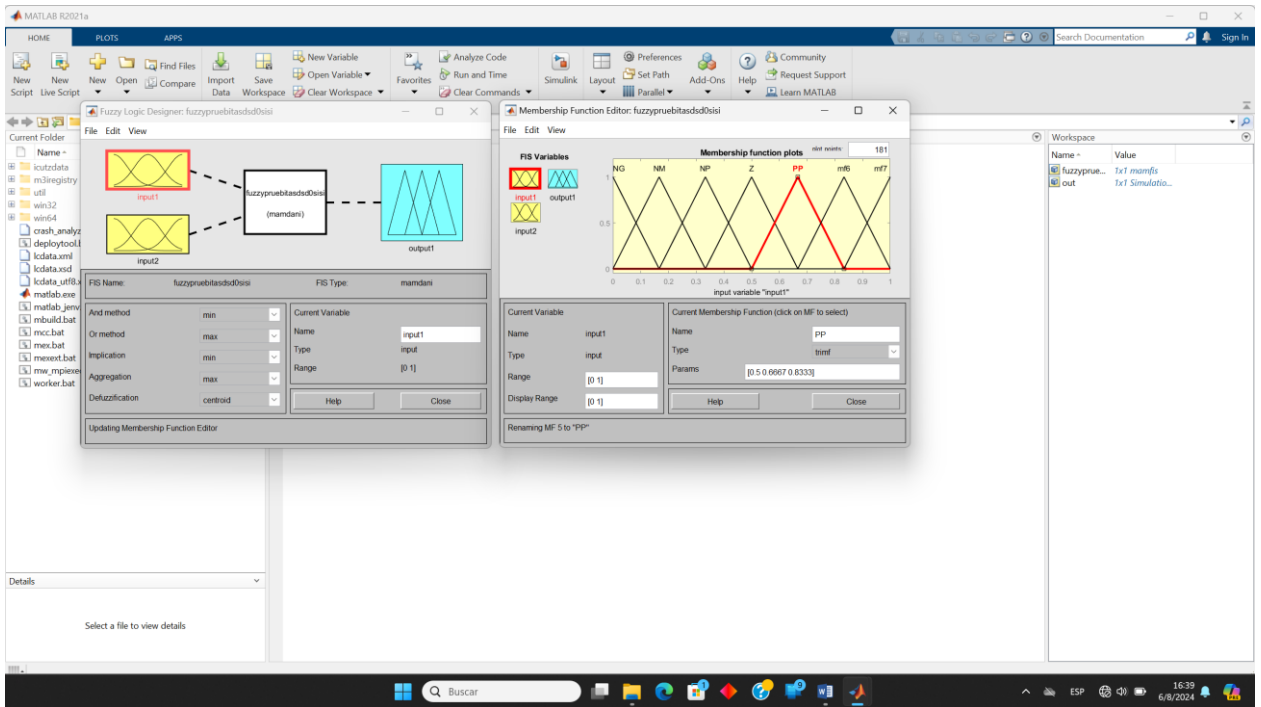 MATLAB R2021a
HOME PLOTS APPS
Search Documentation Sign In
New Script
New Live Script
New
Open
Find Files
Compare
Import Data
Save Workspace
New Variable
Open Variable
Clear Workspace
Favorites
Analyze Code
Run and Time
Clear Commands
Simulink
Layout
Preferences
Set Path
Parallel
Add-Ons
Help
Community
Request Support
Learn MATLAB
Current Folder
Name
icutzdata
m3iregistry
util
win32
win64
crash_analyz
deploytool.l
lcdata.xml
lcdata.xsd
lcdata_utf8.x
matlab.exe
matlab_jenv
mbuild.bat
mcc.bat
mex.bat
mexext.bat
mw_mpiexe
worker.bat
Details
Select a file to view details
Fuzzy Logic Designer: fuzzypruebitasdsd0sisi
File Edit View
input1
input2
fuzzypruebitasdsd0sisi
(mamdani)
output1
FIS Name: fuzzypruebitasdsd0sisi FIS Type: mamdani
And method min
Or method max
Implication min
Aggregation max
Defuzzification centroid
Current Variable
Name input1
Type input
Range [0 1]
Help Close
Updating Membership Function Editor
Membership Function Editor: fuzzypruebitasdsd0sisi
File Edit View
FIS Variables
input1 output1
input2
Membership function plots plot points: 181
NG NM NP Z PP mf6 mf7
1
0.5
0
0 0.1 0.2 0.3 0.4 0.5 0.6 0.7 0.8 0.9 1
input variable "input1"
Current Variable
Name input1
Type input
Range [0 1]
Display Range [0 1]
Current Membership Function (click on MF to select)
Name PP
Type trimf
Params [0.5 0.6667 0.8333]
Help Close
Renaming MF 5 to "PP"
Workspace
Name Value
fuzzyprue... 1x1 mamfis
out 1x1 Simulatio...
Buscar
ESP
16:39
6/8/2024